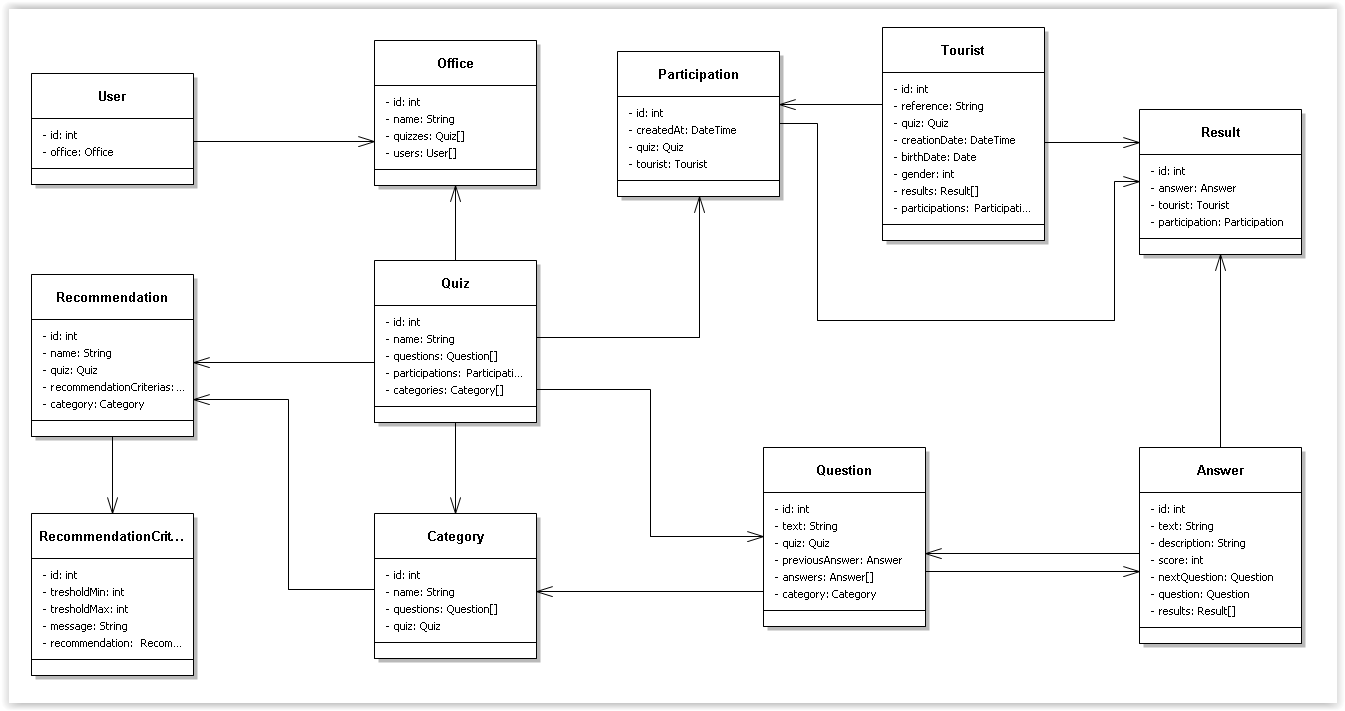 User
- id: int
- office: Office
Office
- id: int
- name: String
- quizzes: Quiz[]
- users: User[]
Participation
- id: int
- createdAt: DateTime
- quiz: Quiz
- tourist: Tourist
Tourist
- id: int
- reference: String
- quiz: Quiz
- creationDate: DateTime
- birthDate: Date
- gender: int
- results: Result[]
- participations: Participati...
Result
- id: int
- answer: Answer
- tourist: Tourist
- participation: Participation
Recommendation
- id: int
- name: String
- quiz: Quiz
- recommendationCriterias: ...
- category: Category
Quiz
- id: int
- name: String
- questions: Question[]
- participations: Participati...
- categories: Category[]
RecommendationCrit...
- id: int
- tresholdMin: int
- tresholdMax: int
- message: String
- recommendation: Recom...
Category
- id: int
- name: String
- questions: Question[]
- quiz: Quiz
Question
- id: int
- text: String
- quiz: Quiz
- previousAnswer: Answer
- answers: Answer[]
- category: Category
Answer
- id: int
- text: String
- description: String
- score: int
- nextQuestion: Question
- question: Question
- results: Result[]